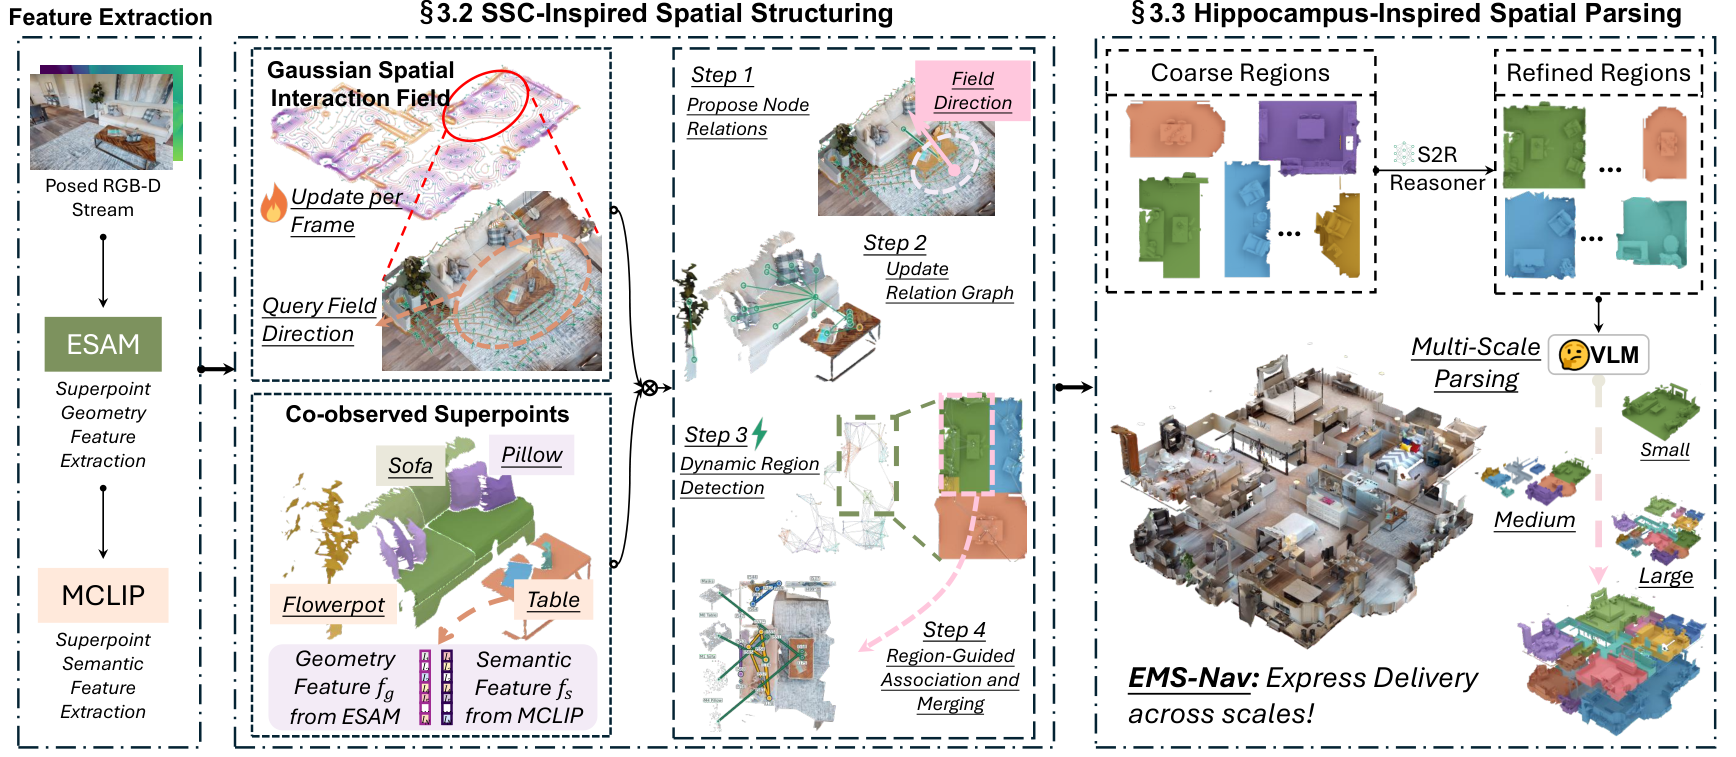 Feature Extraction
Posed RGB-D
Stream
ESAM
Superpoint
Geometry
Feature
Extraction
MCLIP
Superpoint
Semantic
Feature
Extraction
§3.2 SSC-Inspired Spatial Structuring
Gaussian Spatial
Interaction Field
Update per
Frame
Query Field
Direction
Co-observed Superpoints
Sofa
Pillow
Flowerpot
Table
Geometry
Feature fg
from ESAM
Semantic
Feature fs
from MCLIP
Step 1
Propose Node
Relations
Field
Direction
Step 2
Update
Relation Graph
Step 3
Dynamic Region
Detection
Step 4
Region-Guided
Association and
Merging
§3.3 Hippocampus-Inspired Spatial Parsing
Coarse Regions
S2R
Reasoner
Refined Regions
Multi-Scale
Parsing
VLM
Small
Medium
Large
EMS-Nav: Express Delivery
across scales!